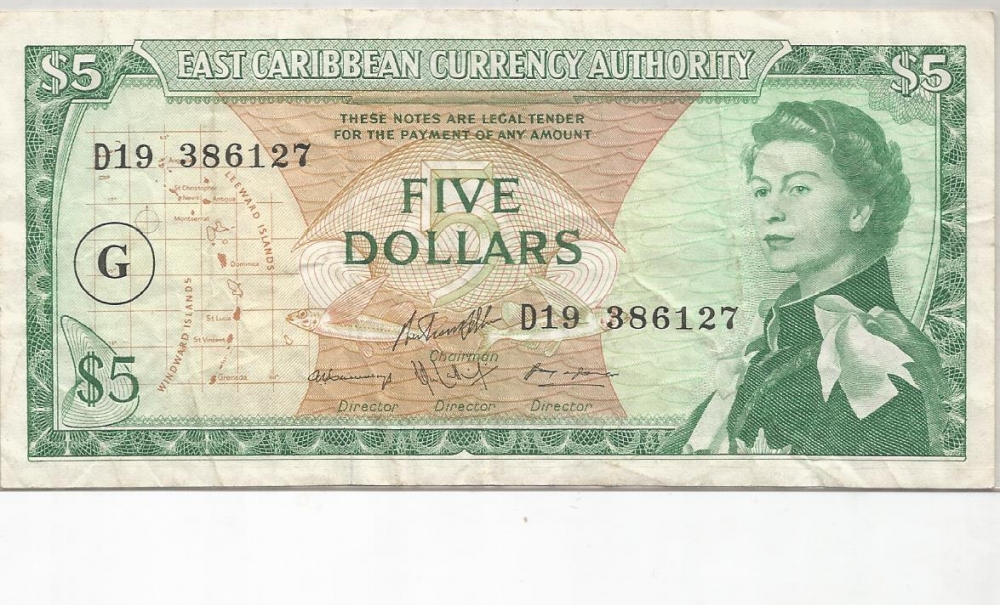 $5
EAST CARIBBEAN CURRENCY AUTHORITY
$5
THESE NOTES ARE LEGAL TENDER
FOR THE PAYMENT OF ANY AMOUNT
D19 386127
FIVE
DOLLARS
5
G
St Christopher
Nevis
Antigua
Montserrat
LEEWARD ISLANDS
Dominica
St Lucia
WINDWARD ISLANDS
St Vincent
Grenada
D19 386127
Chairman
$5
Director
Director
Director